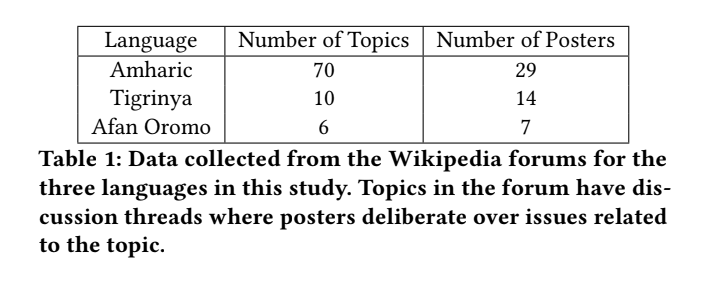 Language Number of Topics Number of Posters
Amharic 70 29
Tigrinya 10 14
Afan Oromo 6 7
Table 1: Data collected from the Wikipedia forums for the
three languages in this study. Topics in the forum have dis-
cussion threads where posters deliberate over issues related
to the topic.